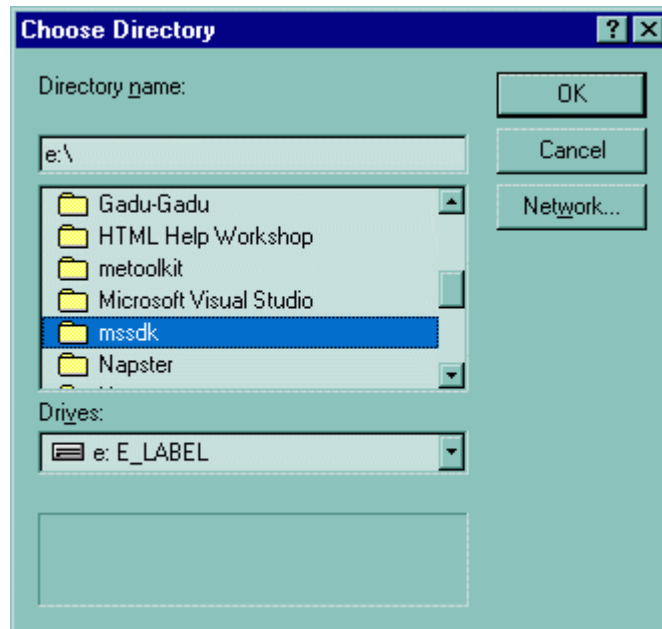 Choose Directory
Directory name:
OK
e:\
Cancel
Gadu-Gadu
Network...
HTML Help Workshop
metoolkit
Microsoft Visual Studio
mssdk
Napster
Drives:
e: E_LABEL